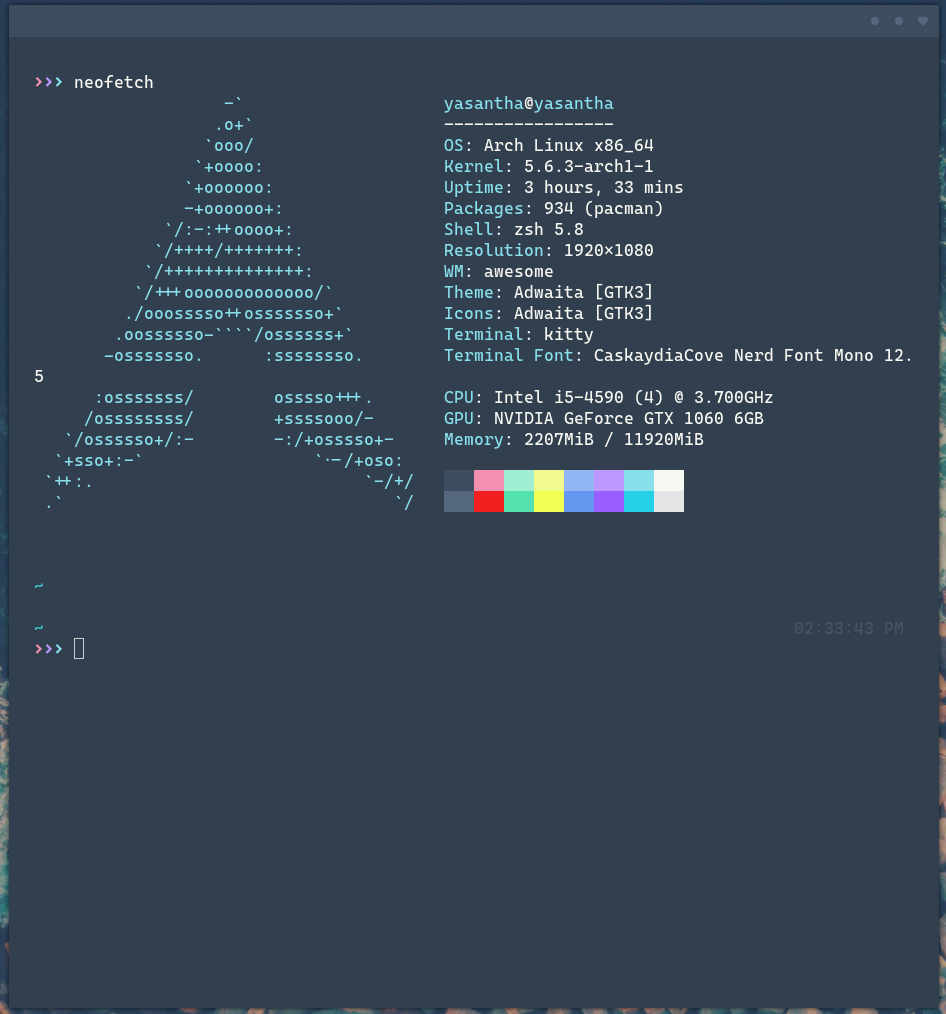 ❯❯❯ neofetch
                   -`                    yasantha@yasantha
                  .o+`                   -----------------
                 `ooo/                   OS: Arch Linux x86_64
                `+oooo:                  Kernel: 5.6.3-arch1-1
               `+oooooo:                 Uptime: 3 hours, 33 mins
               -+oooooo+:                Packages: 934 (pacman)
             `/:-:++oooo+:               Shell: zsh 5.8
            `/++++/+++++++:              Resolution: 1920×1080
           `/++++++++++++++:             WM: awesome
          `/+++ooooooooooooo/`           Theme: Adwaita [GTK3]
         ./ooosssso++osssssso+`          Icons: Adwaita [GTK3]
        .oossssso-````/ossssss+`         Terminal: kitty
       -osssssso.      :ssssssso.        Terminal Font: CaskaydiaCove Nerd Font Mono 12.
5
      :osssssss/        osssso+++.       CPU: Intel i5-4590 (4) @ 3.700GHz
     /ossssssss/        +ssssooo/-       GPU: NVIDIA GeForce GTX 1060 6GB
   `/ossssso+/:-        -:/+osssso+-     Memory: 2207MiB / 11920MiB
  `+sso+:-`                 `.-/+oso:
 `++:.                           `-/+/
 .`                                 `/
~
~ 02:33:43 PM
❯❯❯